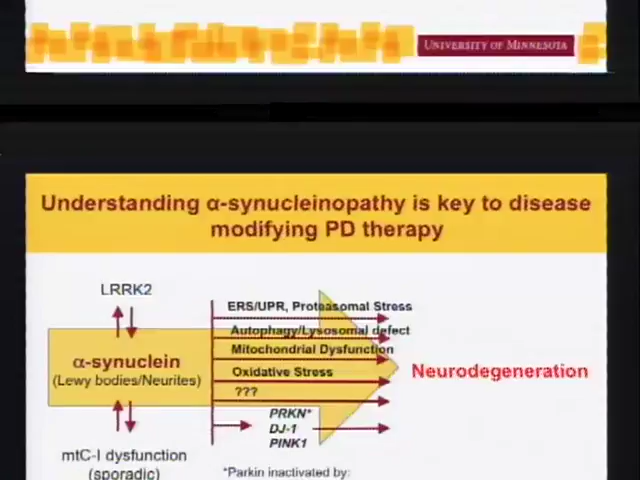 UNIVERSITY OF MINNESOTA
Understanding α-synucleinopathy is key to disease
modifying PD therapy
LRRK2
α-synuclein
(Lewy bodies/Neurites)
mtC-I dysfunction
(sporadic)
ERS/UPR, Proteasomal Stress
Autophagy/Lysosomal defect
Mitochondrial Dysfunction
Oxidative Stress
???
PRKN*
DJ-1
PINK1
*Parkin inactivated by:
Neurodegeneration